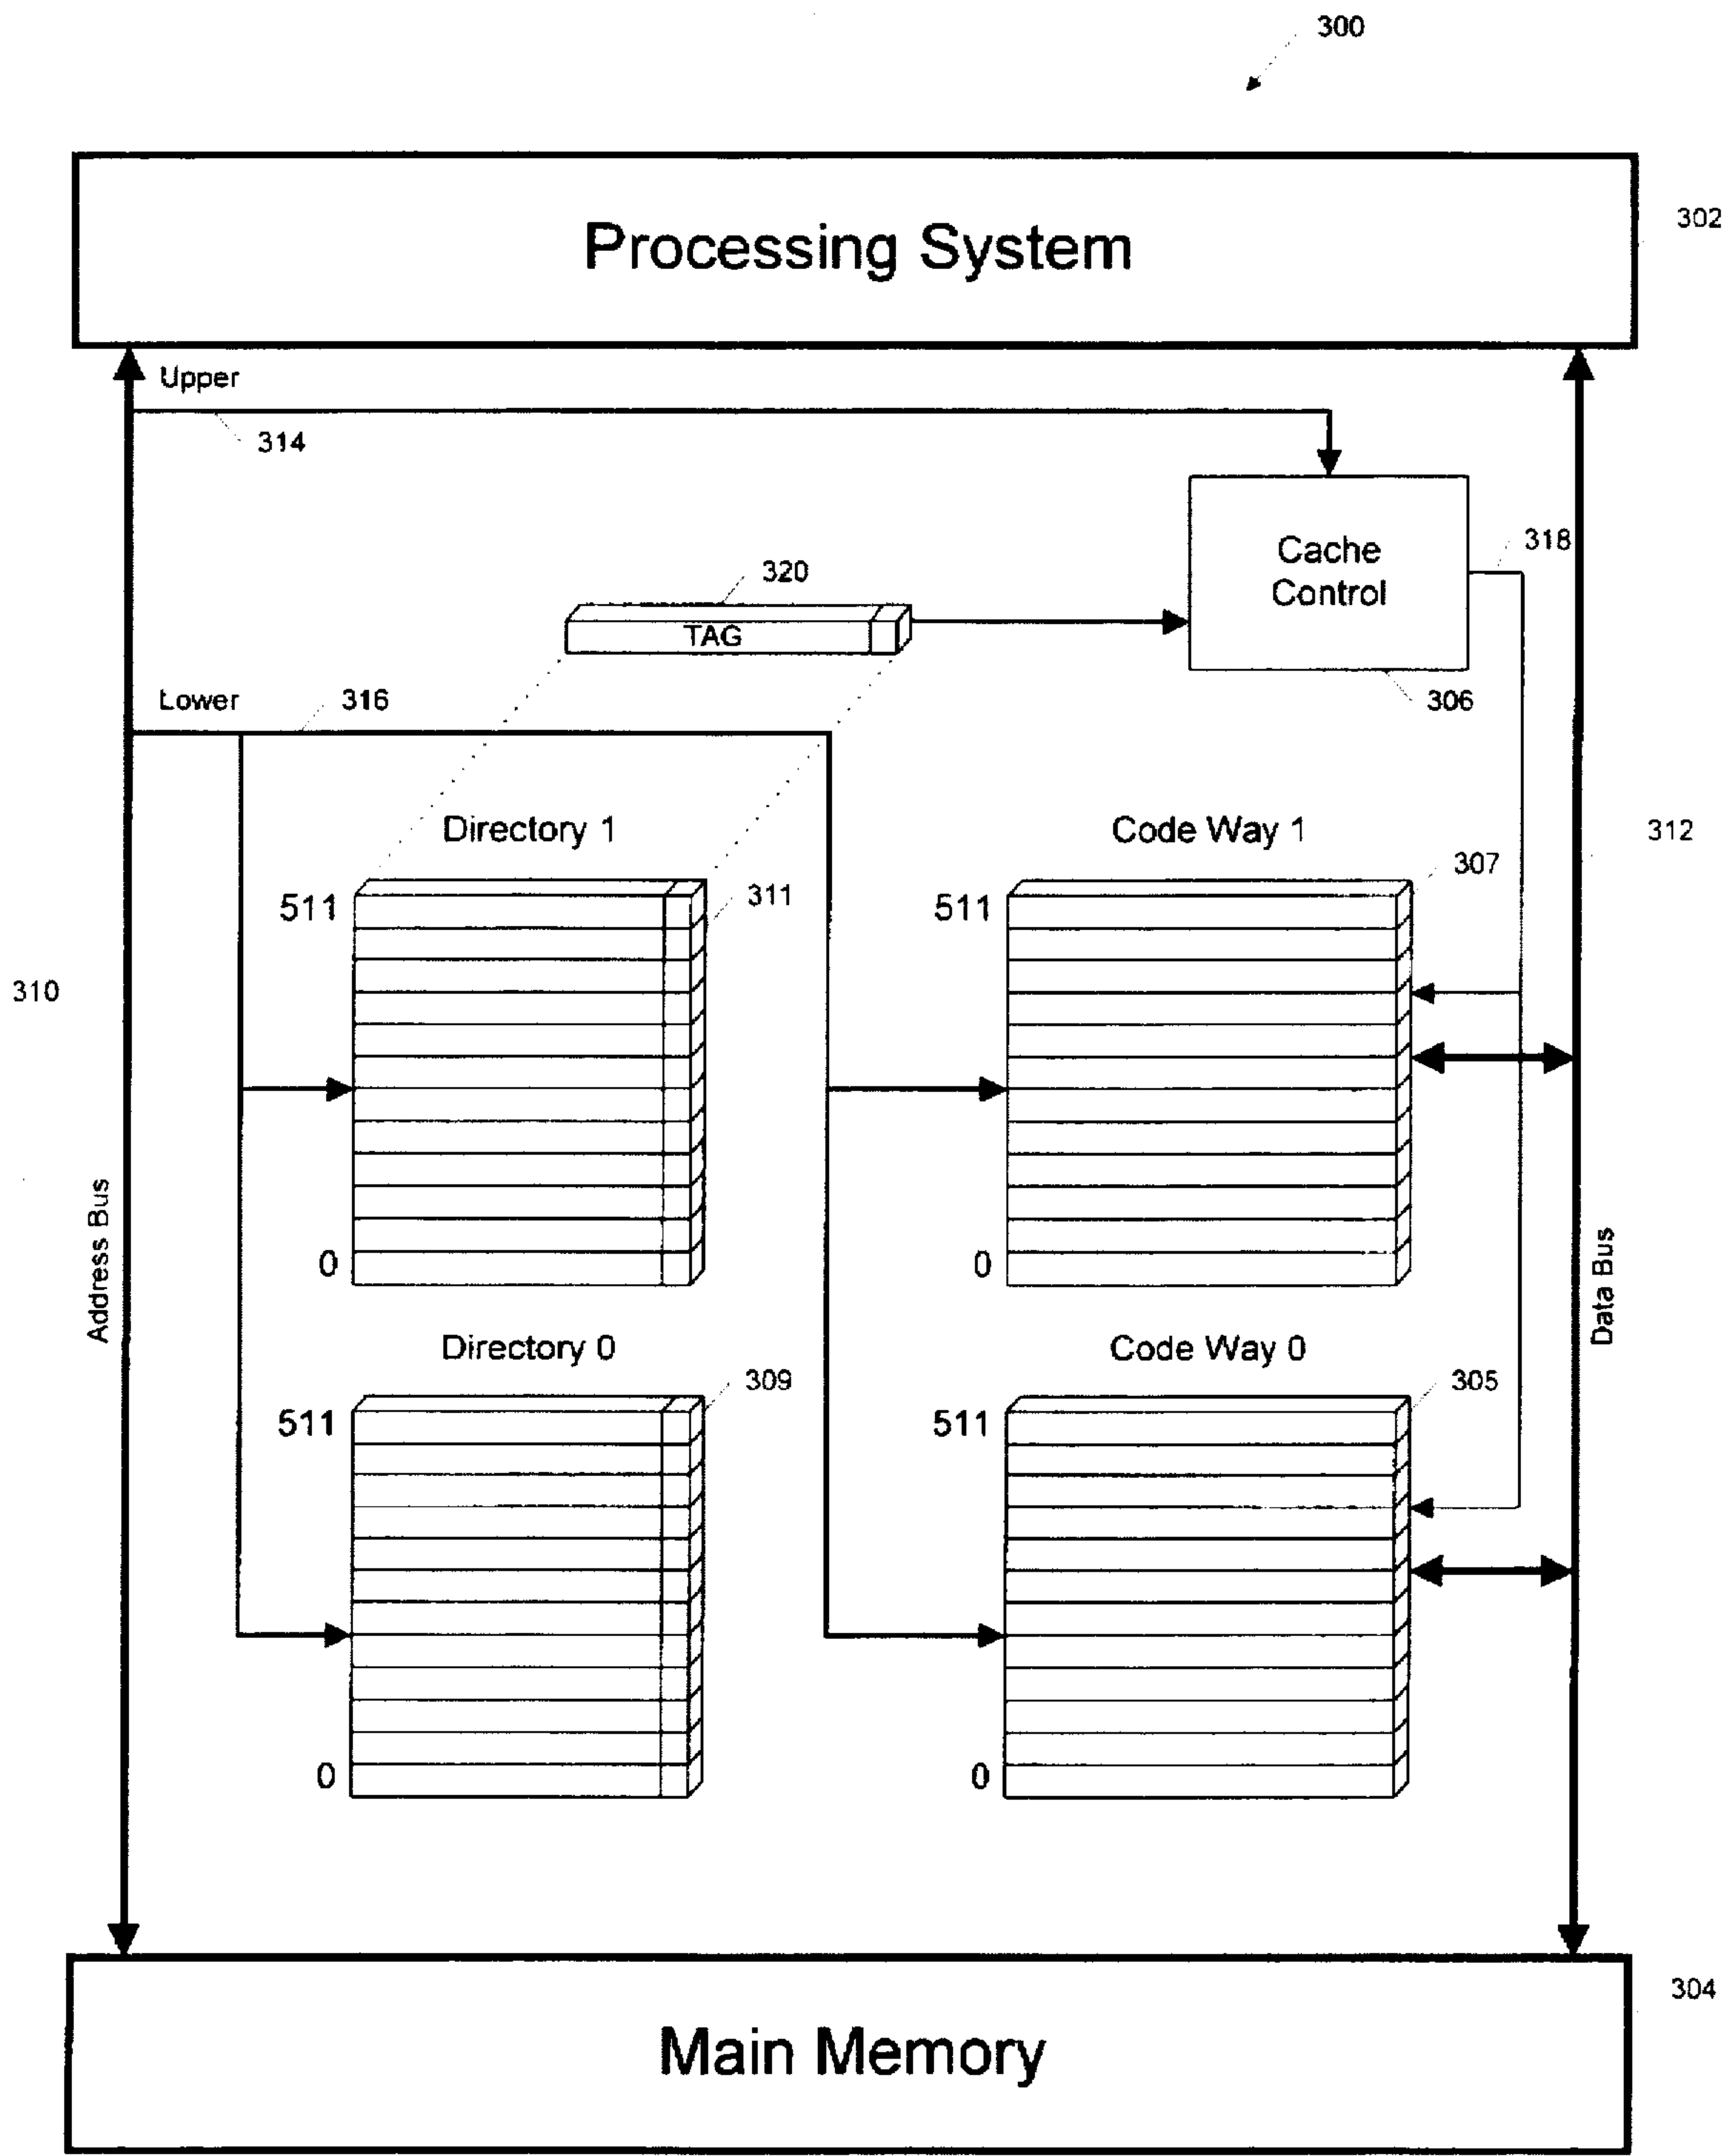 300
Processing System
302
Upper
314
Cache
Control
318
320
TAG
306
Lower
316
Directory 1
Code Way 1
312
307
511
311
511
310
Address Bus
Data Bus
0
0
Directory 0
Code Way 0
309
305
511
511
0
0
304
Main Memory